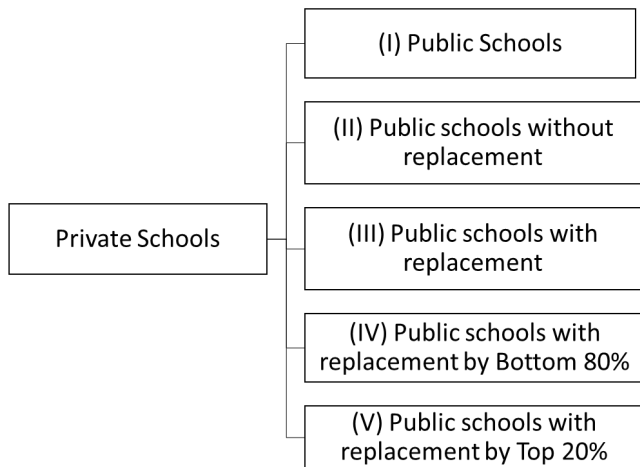 (I) Public Schools
(II) Public schools without
replacement
Private Schools
(III) Public schools with
replacement
(IV) Public schools with
replacement by Bottom 80%
(V) Public schools with
replacement by Top 20%